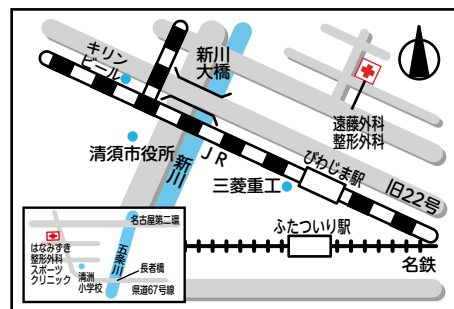 キリン
ビール
新川
大橋
遠藤外科
整形外科
清須市役所
新川
JR
びわじま駅
三菱重工
旧22号
ふたついり駅
名鉄
名古屋第二環
はなみずき
整形外科
スポーツ
クリニック
清洲
小学校
五条川
長者橋
県道67号線